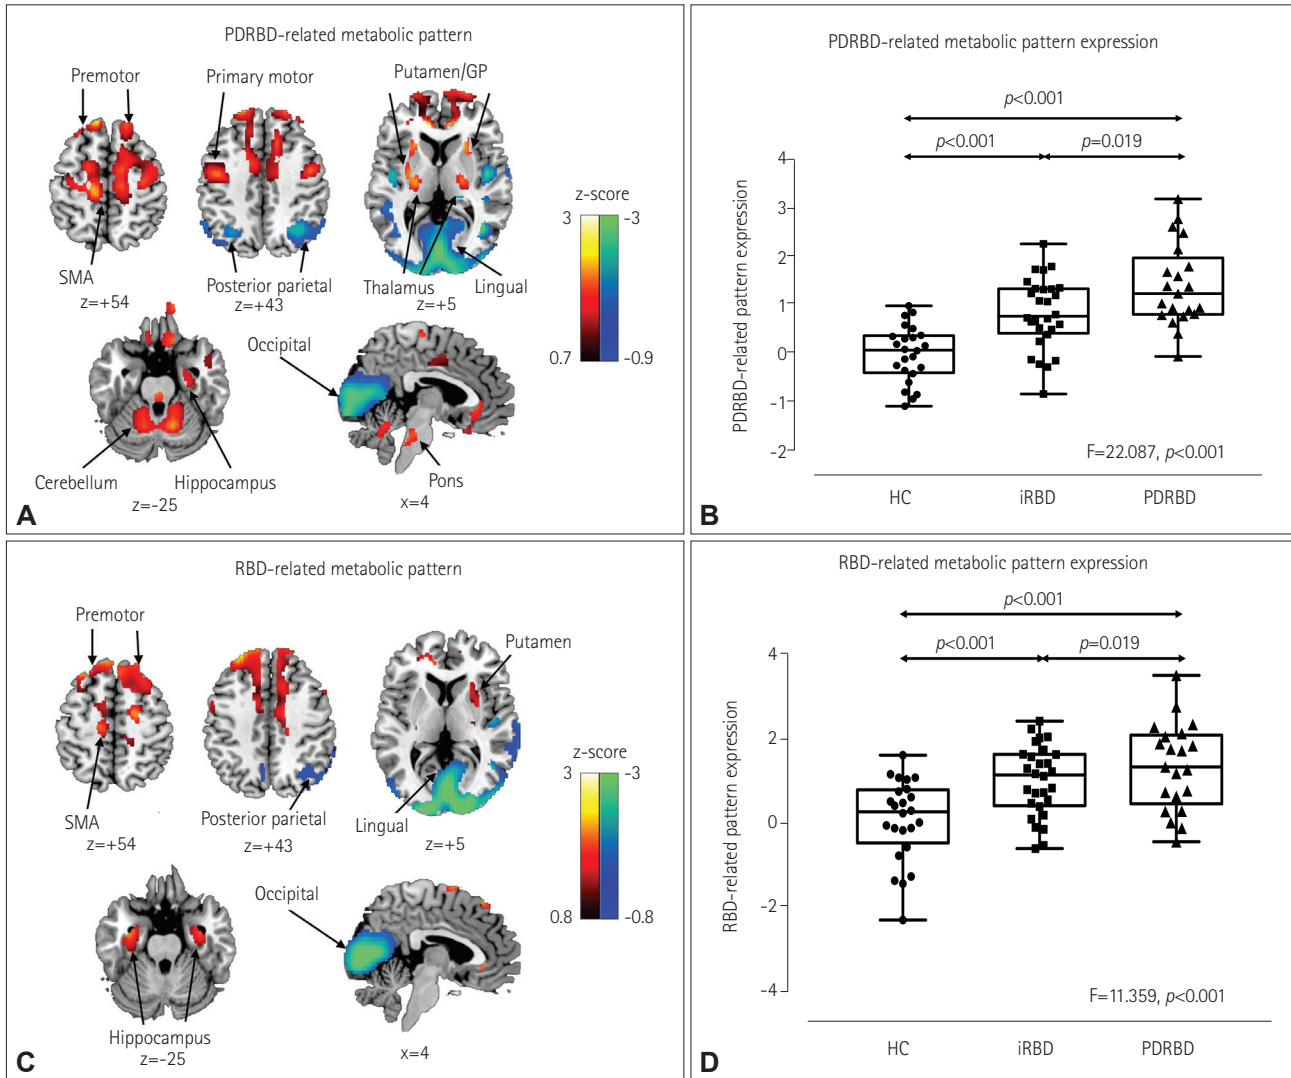 PDRBD-related metabolic pattern
Premotor
Primary motor
Putamen/GP
z-score
3
-3
0.7
-0.9
SMA
z=+54
Posterior parietal
z=+43
Thalamus
z=+5
Lingual
Occipital
Cerebellum
Hippocampus
z=-25
Pons
x=4
A
PDRBD-related metabolic pattern expression
p<0.001
p<0.001
p=0.019
PDRBD-related pattern expression
4
3
2
1
0
-1
-2
F=22.087, p<0.001
HC
iRBD
PDRBD
B
RBD-related metabolic pattern
Premotor
Putamen
z-score
3
-3
0.8
-0.8
SMA
z=+54
Posterior parietal
z=+43
Lingual
z=+5
Occipital
Hippocampus
z=-25
x=4
C
RBD-related metabolic pattern expression
p<0.001
p<0.001
p=0.019
RBD-related pattern expression
4
2
0
-2
-4
F=11.359, p<0.001
HC
iRBD
PDRBD
D